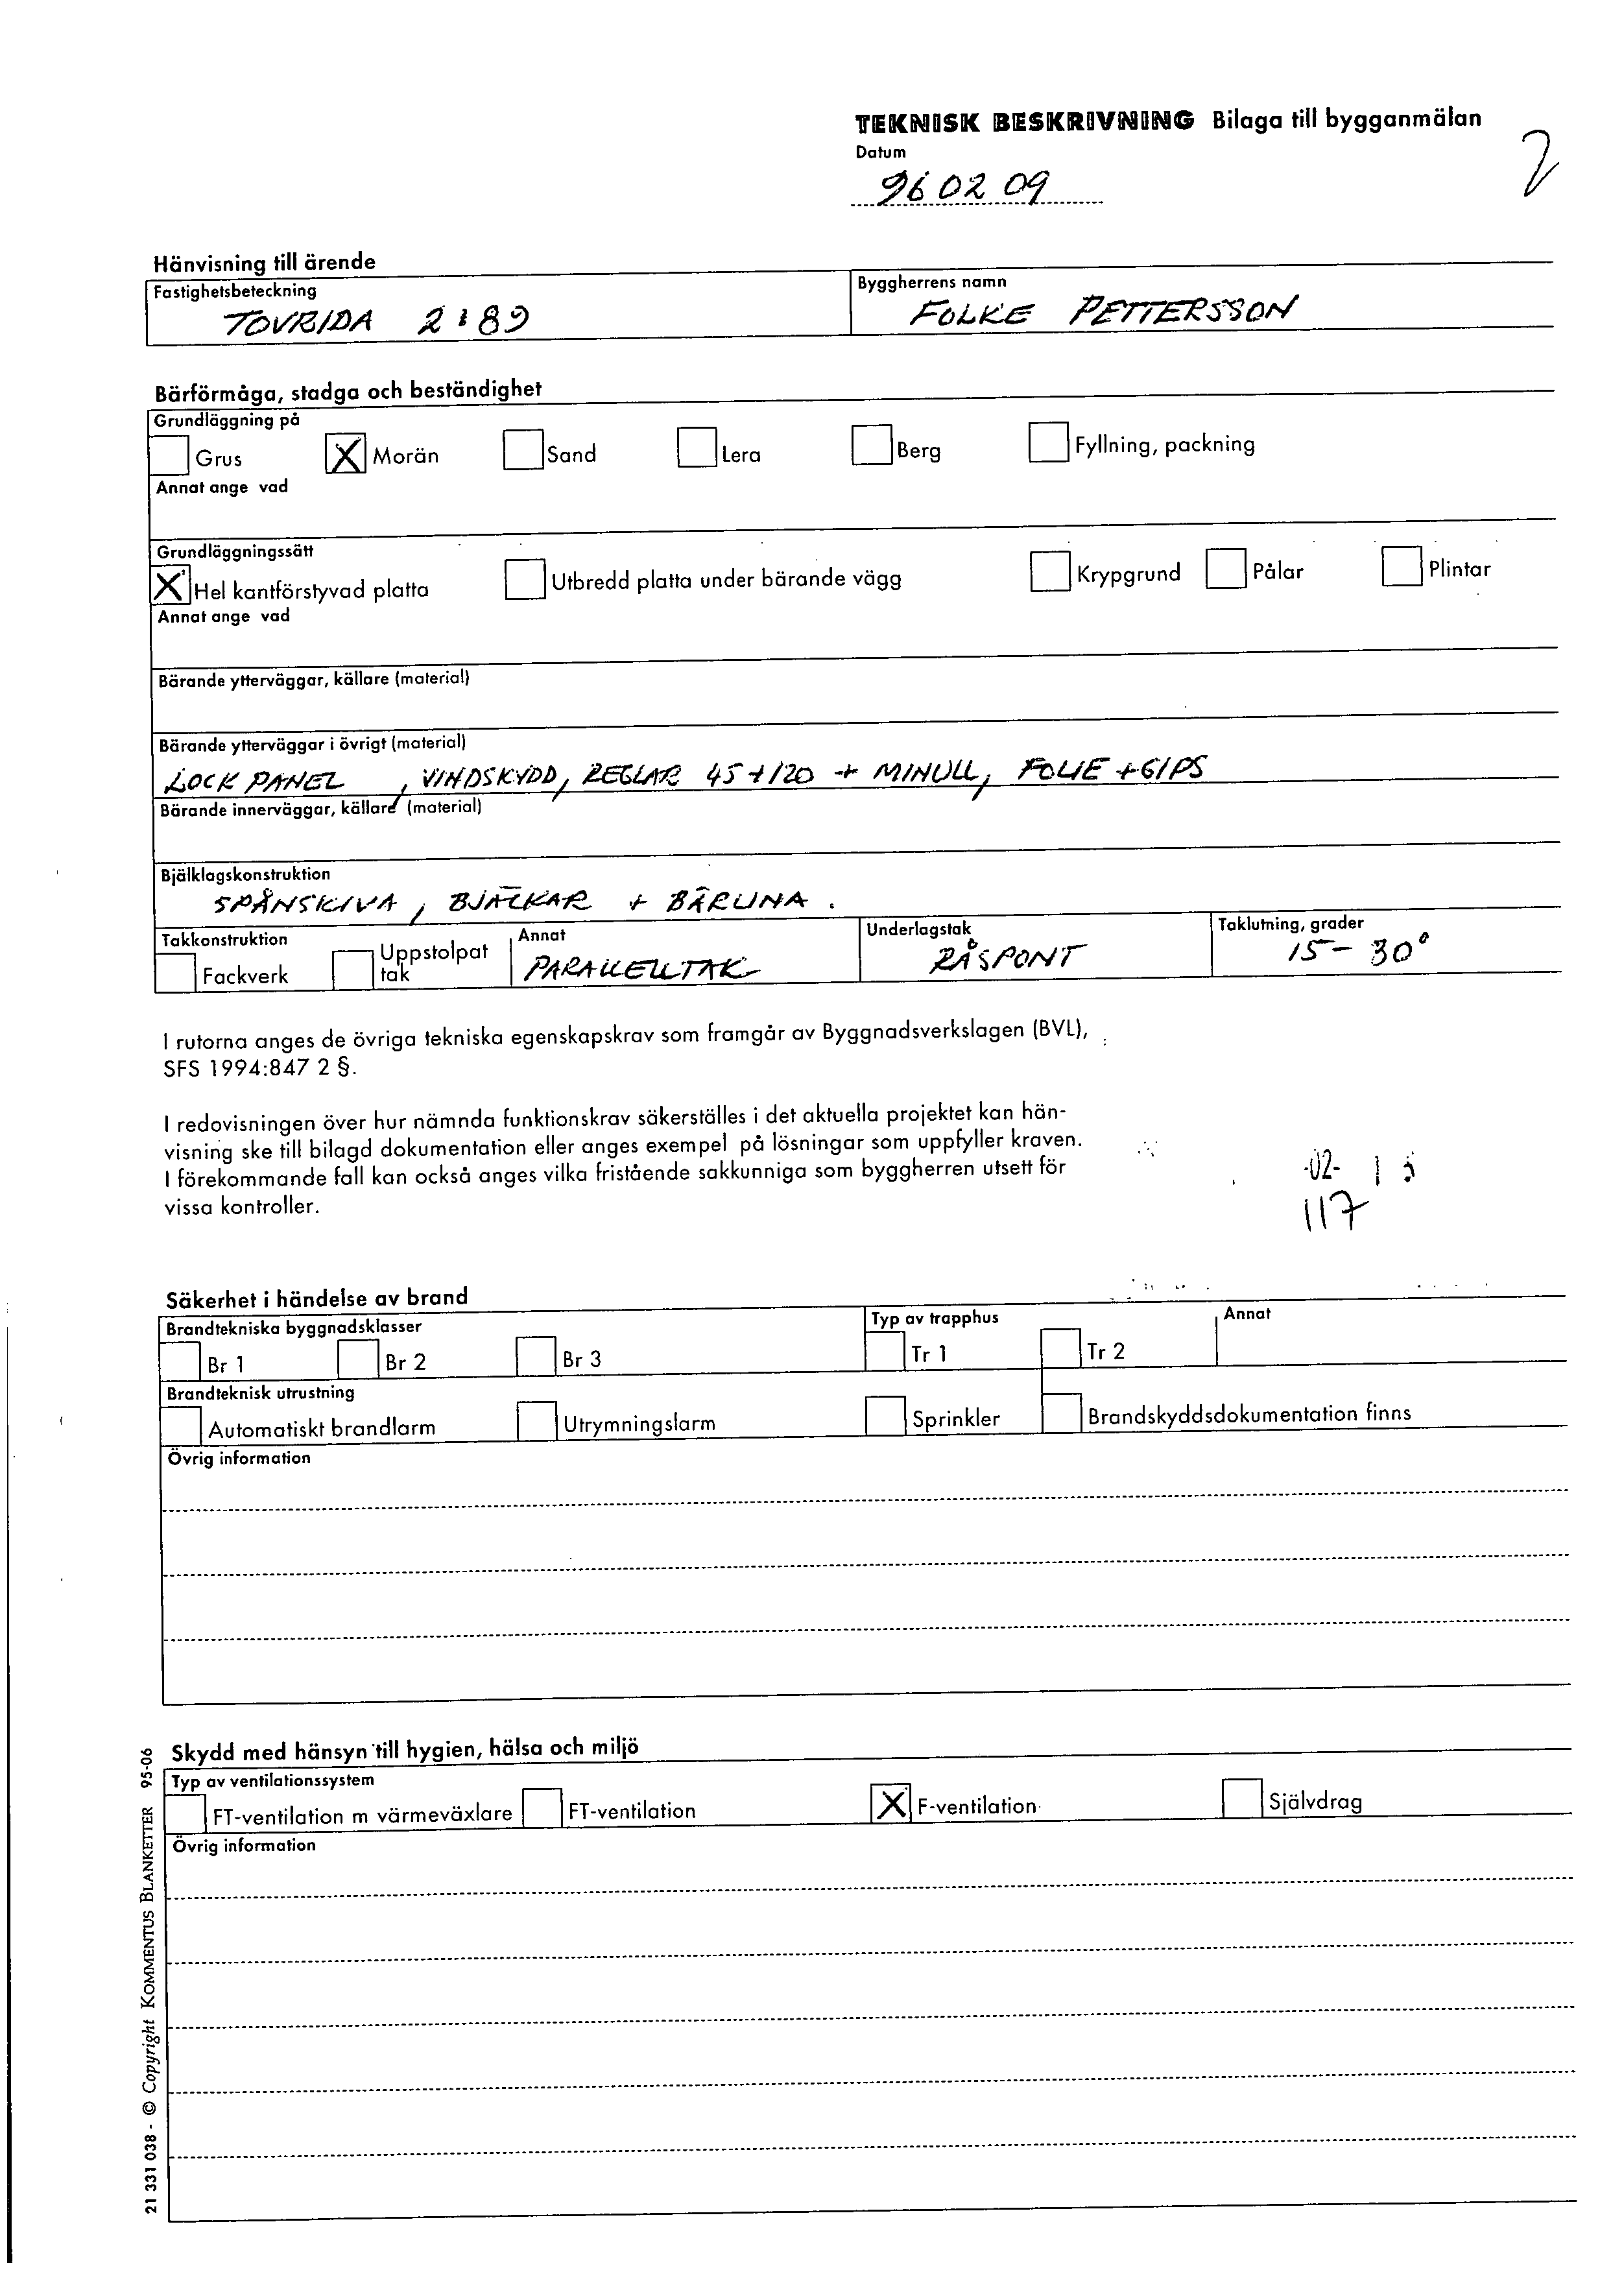 TEKNISK BESKRIVNING Bilaga till bygganmälan
Datum
2
96 02 09
Hänvisning till ärende
Fastighetsbeteckning
TOVRIDA 2:89
Byggherrens namn
FOLKE PETTERSSON
Bärförmåga, stadga och beständighet
Grundläggning på
Grus X Morän Sand Lera Berg Fyllning, packning
Annat ange vad
Grundläggningssätt
X Hel kantförstyvad platta Utbredd platta under bärande vägg Krypgrund Pålar Plintar
Annat ange vad
Bärande ytterväggar, källare (material)
Bärande ytterväggar i övrigt (material)
LOCKPANEL, VINDSKYDD, REGLAR 45+120 + MINULL, FOLIE + GIPS
Bärande innerväggar, källare (material)
Bjälklagskonstruktion
SPÅNSKIVA, BJÄLKAR + BÄRLINA.
Takkonstruktion
Fackverk
Uppstolpat
tak
Annat
PARALLELLTAK
Underlagstak
RÅSPONT
Taklutning, grader
15 - 30°
I rutorna anges de övriga tekniska egenskapskrav som framgår av Byggnadsverkslagen (BVL),
SFS 1994:847 2 §.
I redovisningen över hur nämnda funktionskrav säkerställes i det aktuella projektet kan hän-
visning ske till bilagd dokumentation eller anges exempel på lösningar som uppfyller kraven.
I förekommande fall kan också anges vilka fristående sakkunniga som byggherren utsett för
vissa kontroller.
-02-
117
Säkerhet i händelse av brand
Brandtekniska byggnadsklasser
Br 1 Br 2 Br 3
Typ av trapphus
Tr 1 Tr 2
Annat
Brandteknisk utrustning
Automatiskt brandlarm Utrymningslarm Sprinkler Brandskyddsdokumentation finns
Övrig information
Skydd med hänsyn till hygien, hälsa och miljö
Typ av ventilationssystem
FT-ventilation m värmeväxlare FT-ventilation X F-ventilation Självdrag
Övrig information
21 331 038 - © Copyright KOMMENTUS BLANKETTER 95-06